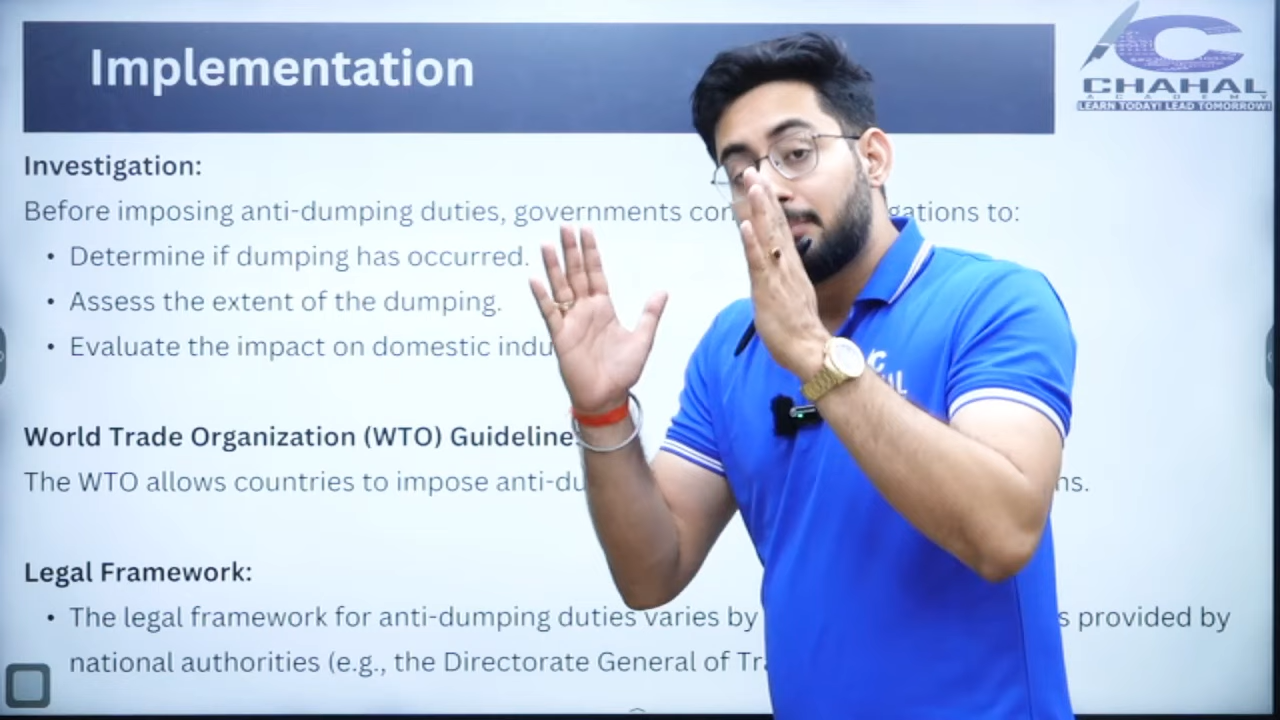 Implementation
CHAHAL
ACADEMY
LEARN TODAY! LEAD TOMORROW!
Investigation:
Before imposing anti-dumping duties, governments con gations to:
• Determine if dumping has occurred.
• Assess the extent of the dumping.
• Evaluate the impact on domestic indu
World Trade Organization (WTO) Guideline
The WTO allows countries to impose anti-du ns.
Legal Framework:
• The legal framework for anti-dumping duties varies by s provided by
national authorities (e.g., the Directorate General of Tra